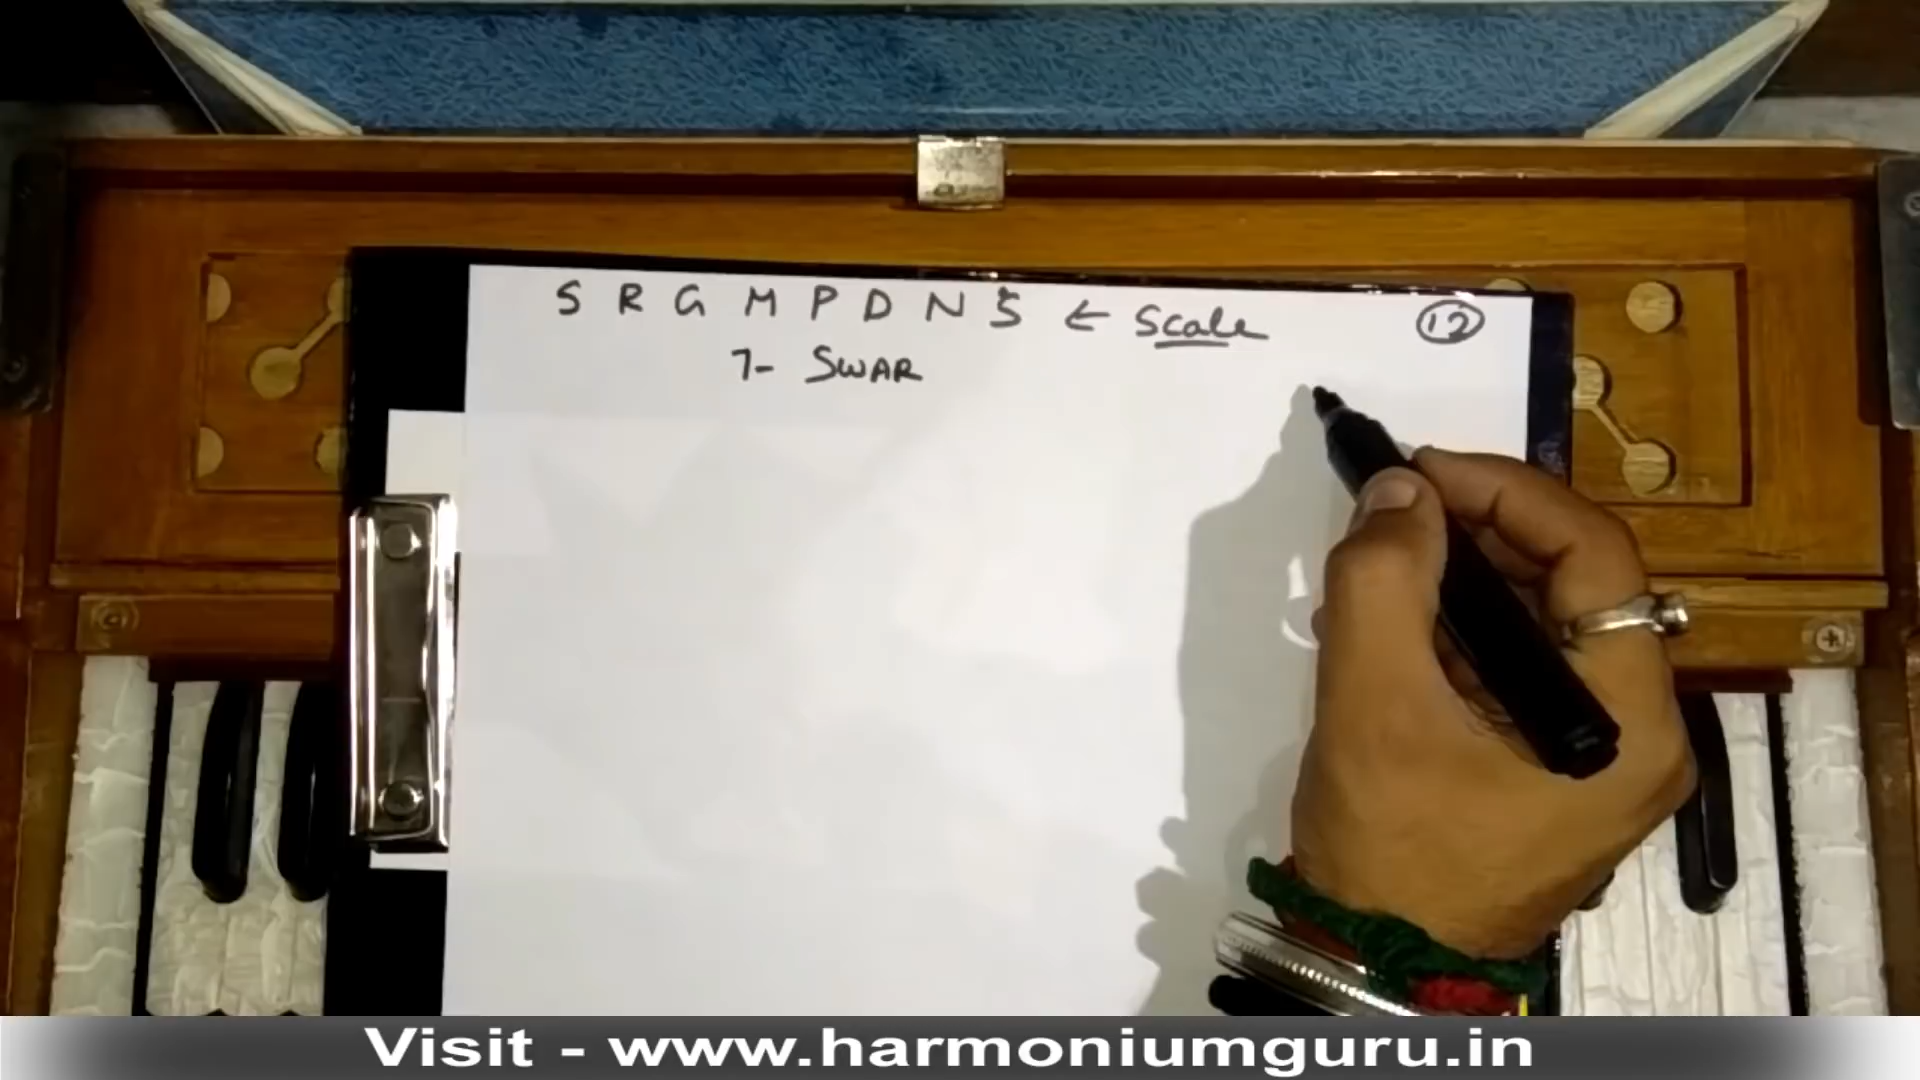 S R G M P D N Ṡ ← Scale ⑫
7- SWAR
Visit - www.harmoniumguru.in